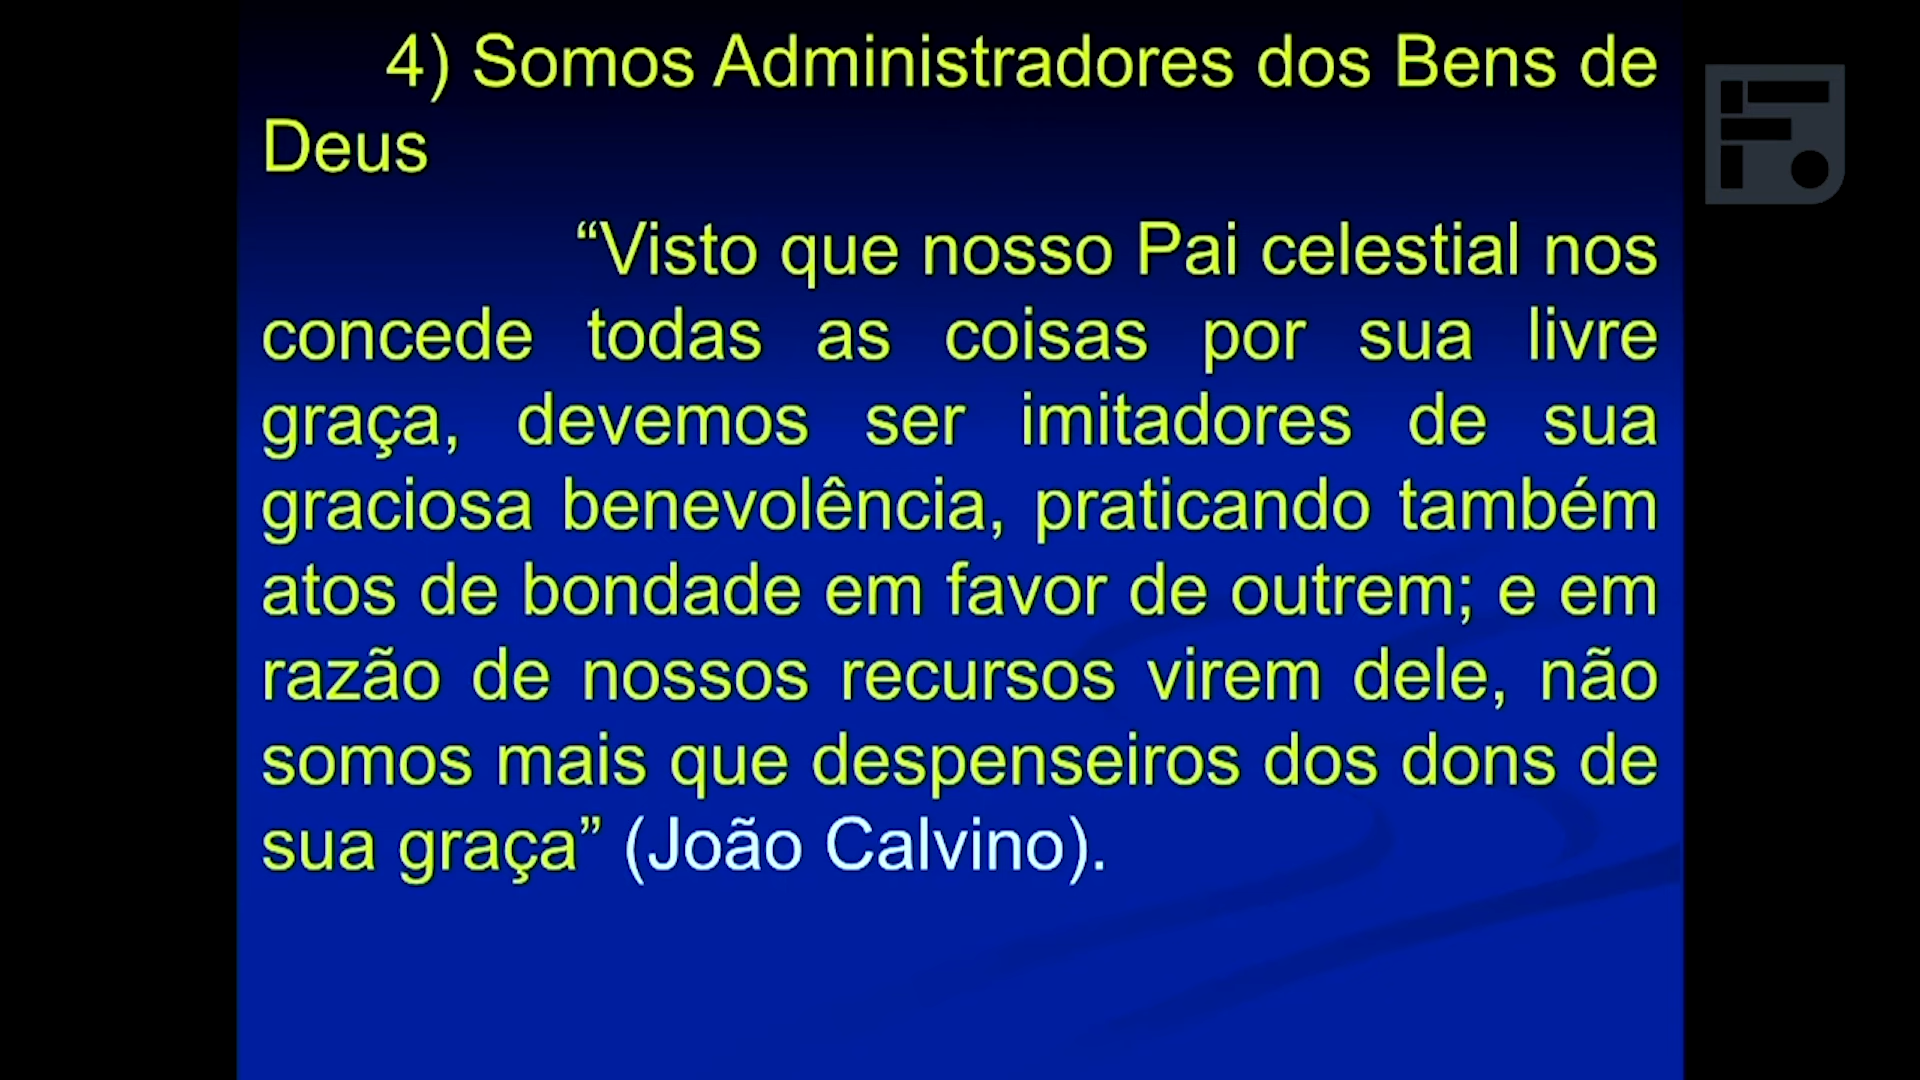 4) Somos Administradores dos Bens de
Deus
“Visto que nosso Pai celestial nos
concede todas as coisas por sua livre
graça, devemos ser imitadores de sua
graciosa benevolência, praticando também
atos de bondade em favor de outrem; e em
razão de nossos recursos virem dele, não
somos mais que despenseiros dos dons de
sua graça” (João Calvino).